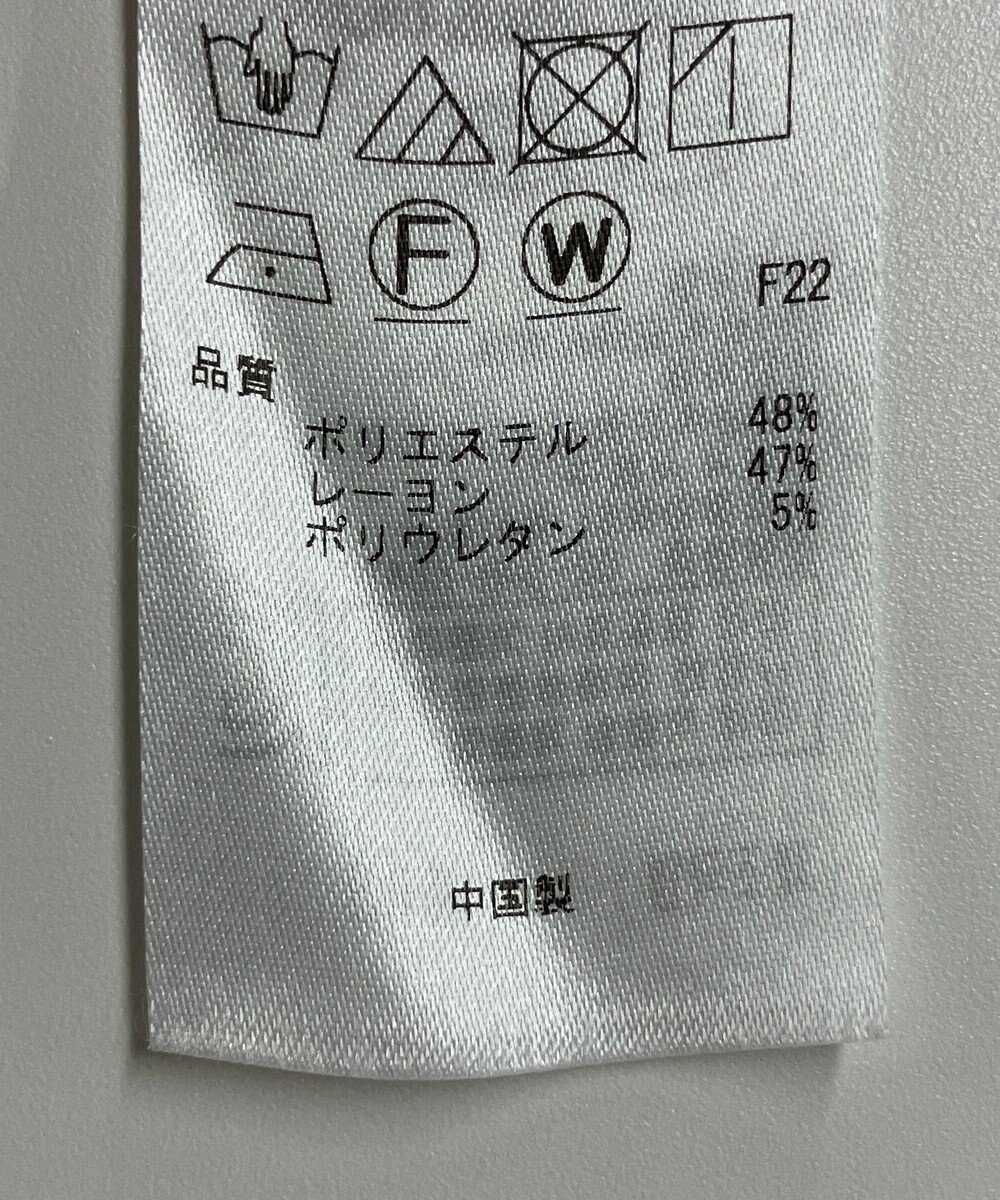 F W
F22
品質
ポリエステル 48%
レーヨン 47%
ポリウレタン 5%
中国製